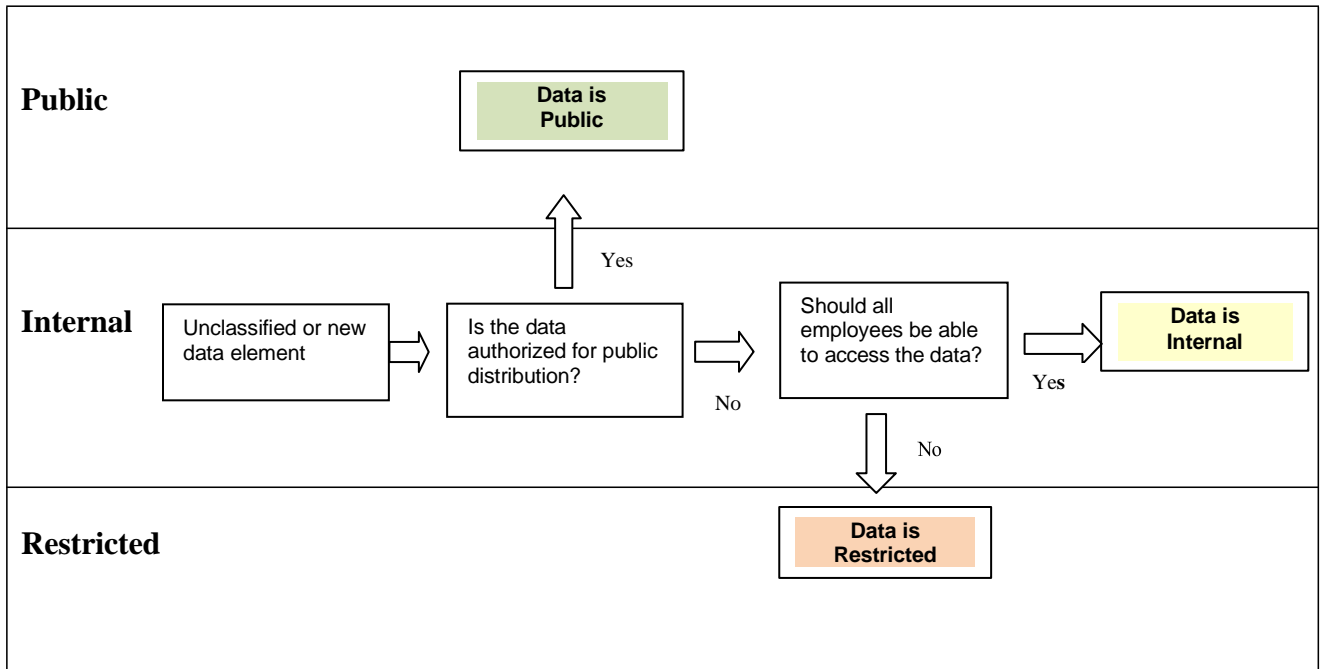 Public
Data is
Public
Yes
Internal
Unclassified or new
data element
Is the data
authorized for public
distribution?
No
Should all
employees be able
to access the data?
Yes
Data is
Internal
No
Restricted
Data is
Restricted